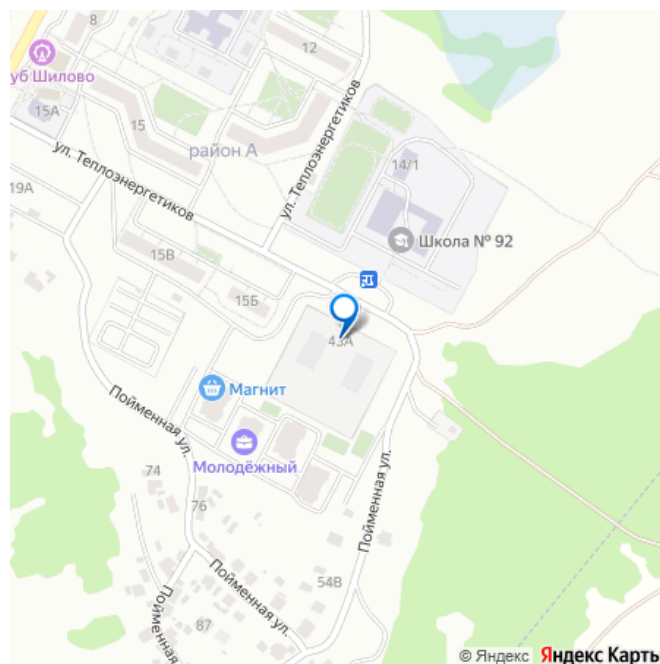 8
12
уб Шилово
15А
15
район А
ул. Теплоэнергетиков
14/1
ул. Теплоэнергетиков
19А
Школа № 92
15В
15Б
43А
Магнит
Пойменная ул.
Молодёжный
74
76
Пойменная ул.
Пойменная ул.
54В
Пойменная
87
© Яндекс Яндекс Карть